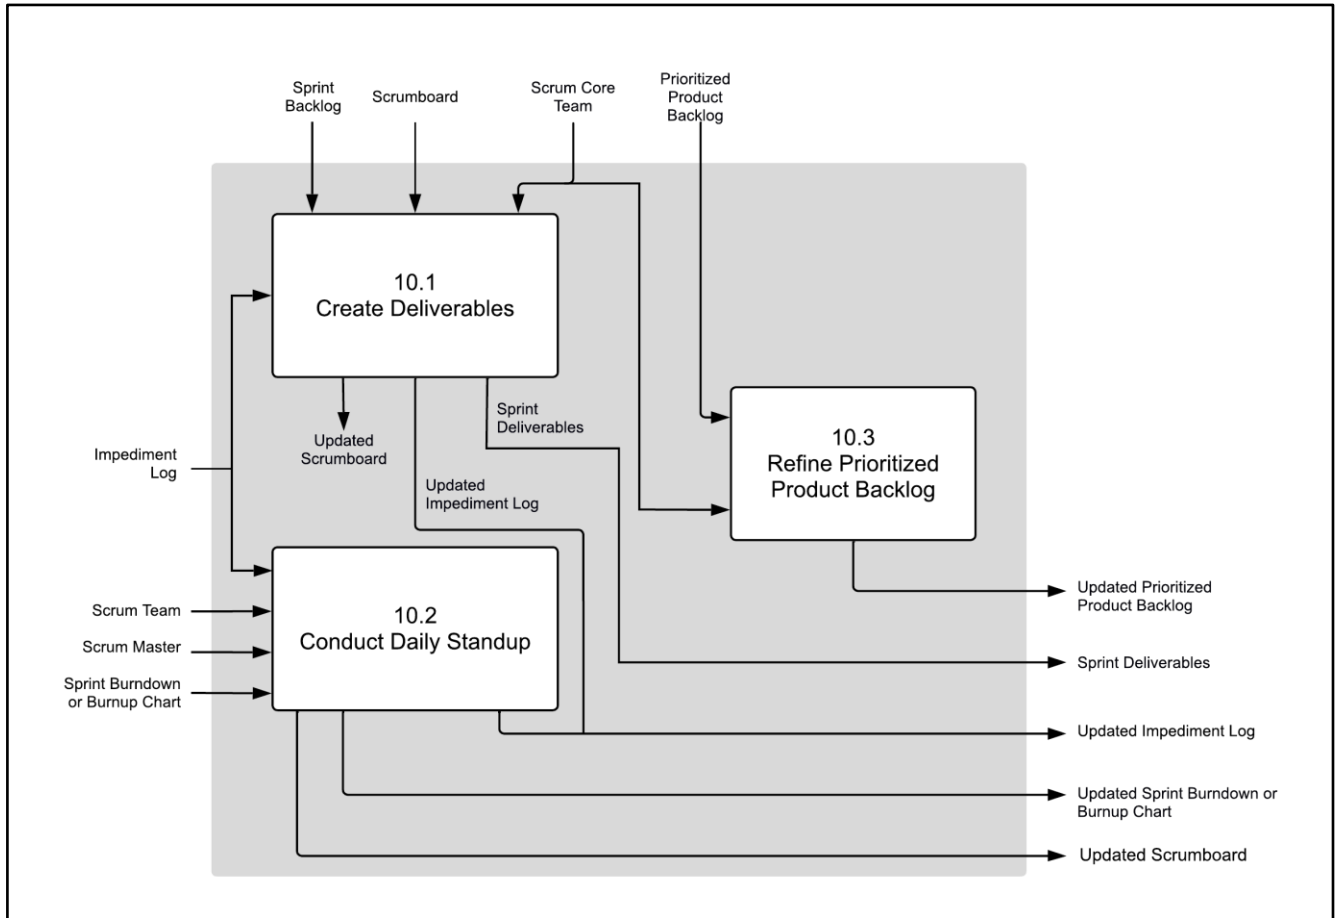 Sprint
Backlog
Scrumboard
Scrum Core
Team
Prioritized
Product
Backlog
10.1
Create Deliverables
Sprint
Deliverables
Updated
Scrumboard
Impediment
Log
Updated
Impediment Log
10.3
Refine Prioritized
Product Backlog
10.2
Conduct Daily Standup
Scrum Team
Scrum Master
Sprint Burndown
or Burnup Chart
Updated Prioritized
Product Backlog
Sprint Deliverables
Updated Impediment Log
Updated Sprint Burndown or
Burnup Chart
Updated Scrumboard